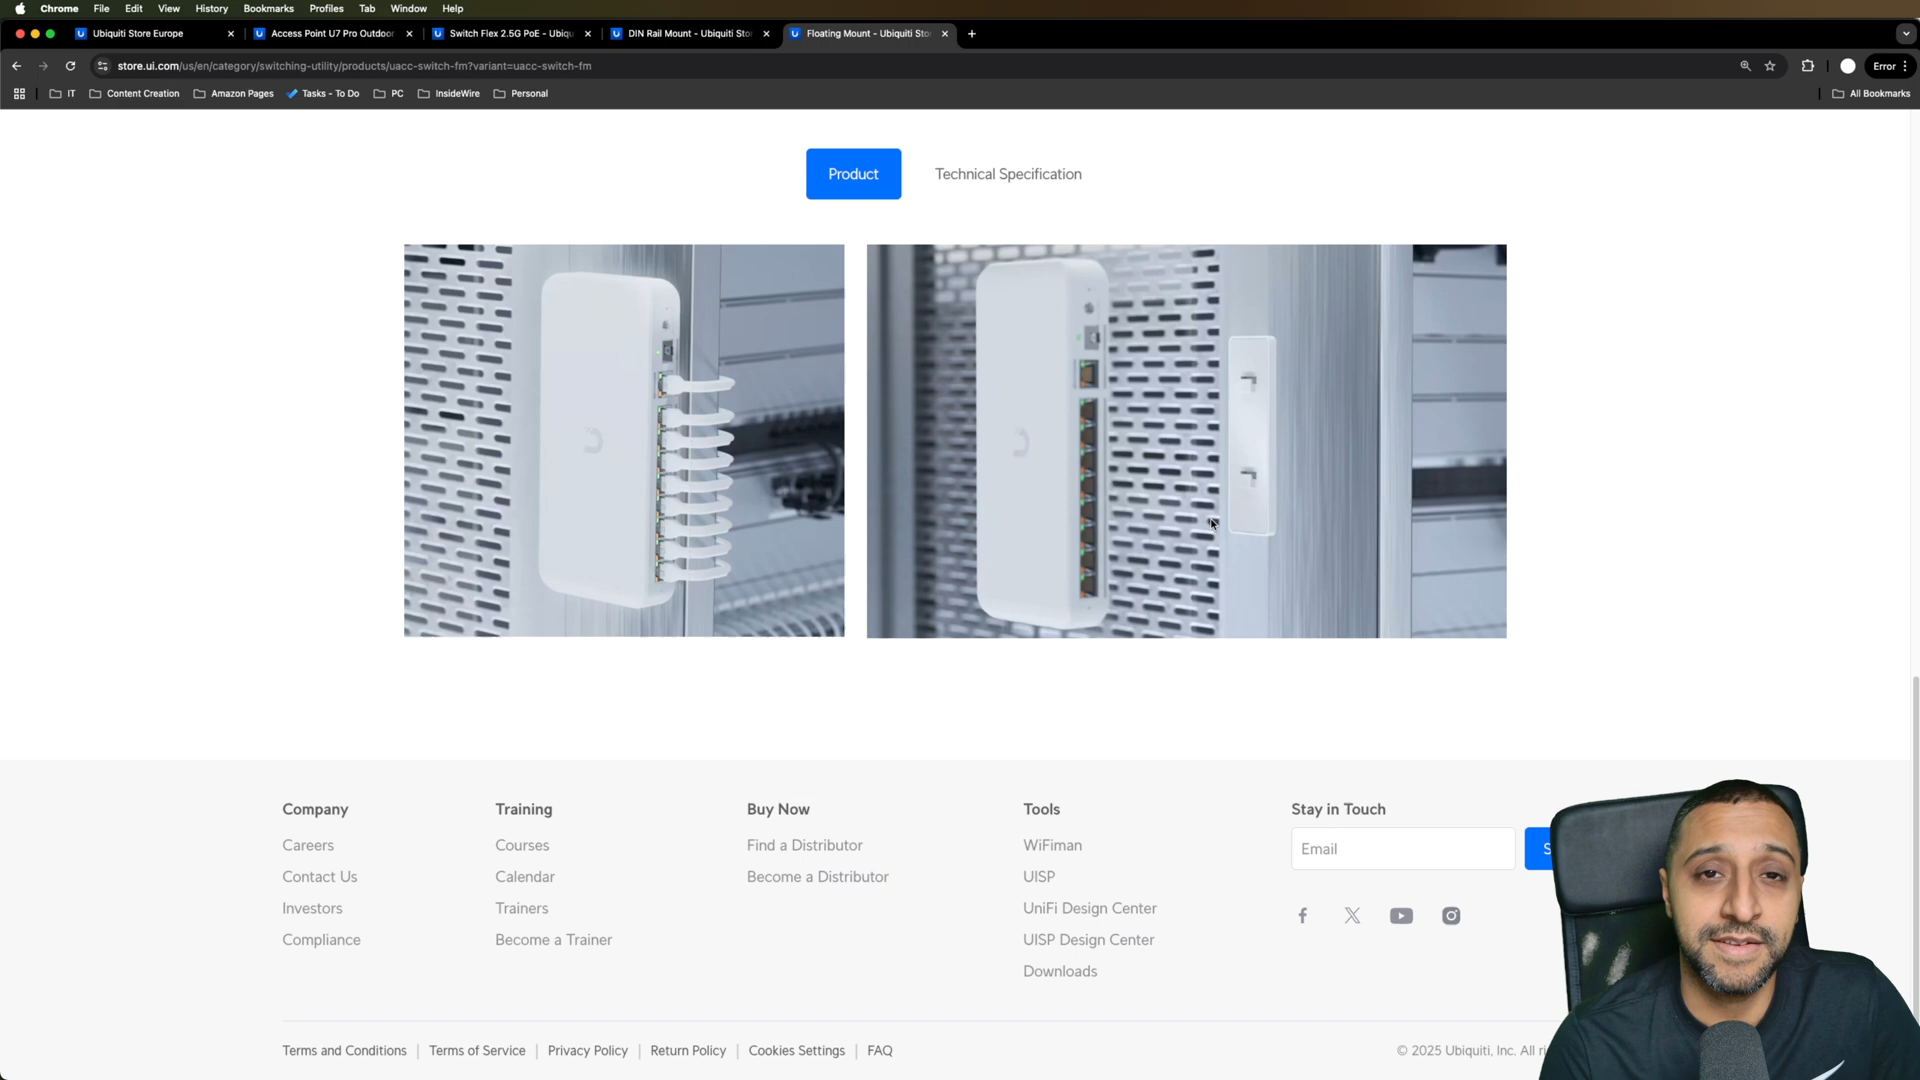 Chrome File Edit View History Bookmarks Profiles Tab Window Help
Ubiquiti Store Europe Access Point U7 Pro Outdoor Switch Flex 2.5G PoE - Ubiqu DIN Rail Mount - Ubiquiti Stor Floating Mount - Ubiquiti Stor
store.ui.com/us/en/category/switching-utility/products/uacc-switch-fm?variant=uacc-switch-fm Error
IT Content Creation Amazon Pages Tasks - To Do PC InsideWire Personal All Bookmarks
Product Technical Specification
Company Training Buy Now Tools Stay in Touch
Careers Courses Find a Distributor WiFiman Email S
Contact Us Calendar Become a Distributor UISP
Investors Trainers UniFi Design Center
Compliance Become a Trainer UISP Design Center
Downloads
Terms and Conditions | Terms of Service | Privacy Policy | Return Policy | Cookies Settings | FAQ © 2025 Ubiquiti, Inc. All ri